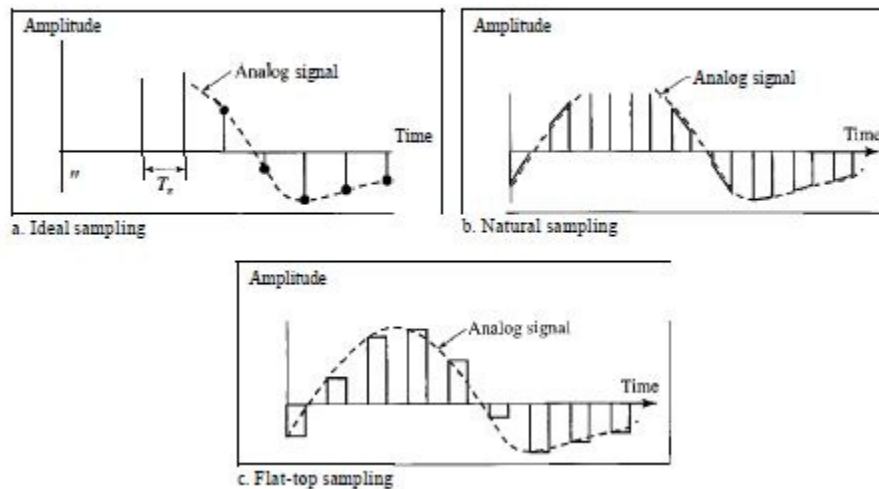 Amplitude
Analog signal
Time
"
Ts
a. Ideal sampling
Amplitude
Analog signal
Time
b. Natural sampling
Amplitude
Analog signal
Time
c. Flat-top sampling